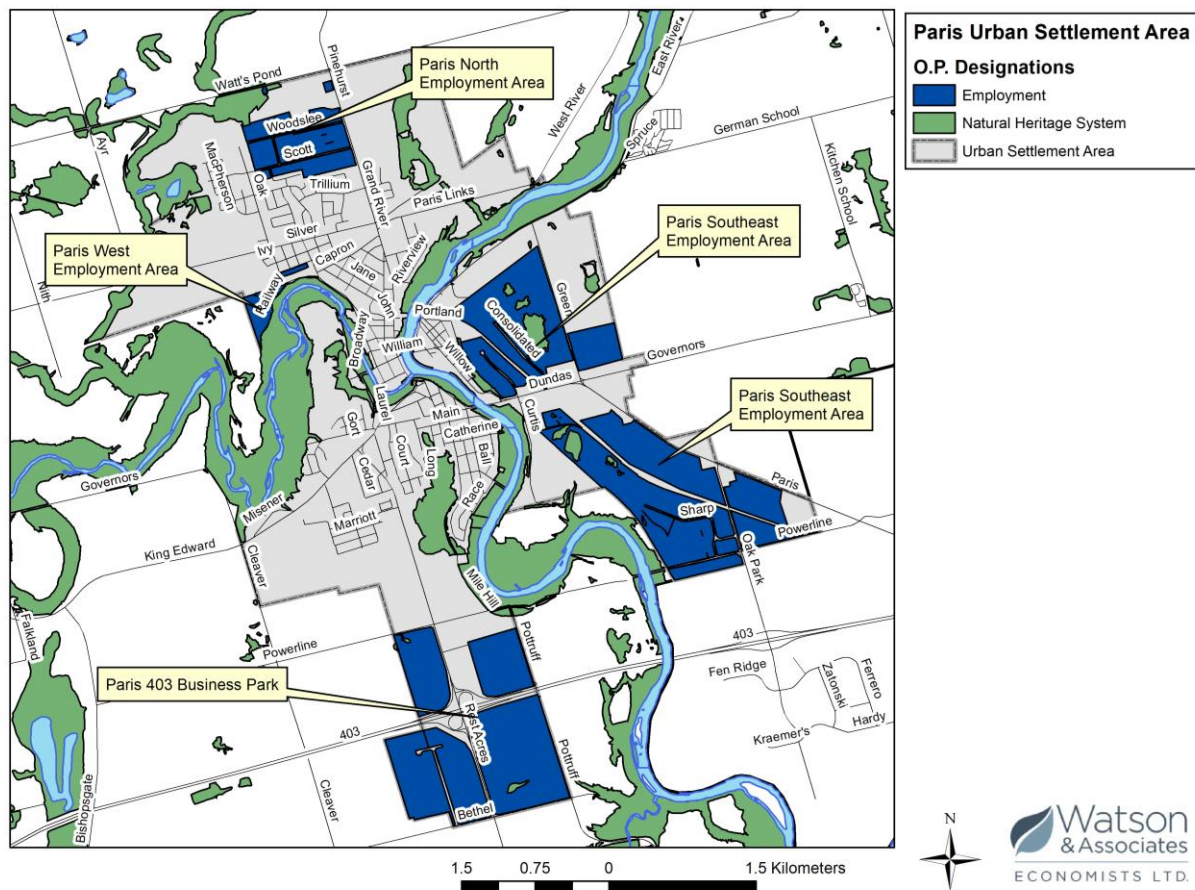 Paris Urban Settlement Area
O.P. Designations
Employment
Natural Heritage System
Urban Settlement Area
Watt's Pond
Pinehurst
Paris North
Employment Area
East River
West River
Woodslee
Ayr
Scott
Spruce
German School
MacPherson
Oak
Trillium
Grand River
Paris Links
Kitchen School
Silver
Ivy
Capron
Riverview
Paris Southeast
Employment Area
Paris West
Employment Area
Nith
Railway
Jane
John
Portland
Consolidated
Green
Broadway
William
Willow
Governors
Dundas
Laurel
Curtis
Paris Southeast
Employment Area
Main
Gort
Catherine
Court
Long
Ball
Cedar
Race
Governors
Misener
Marriott
Sharp
Paris
Powerline
King Edward
Cleaver
Oak Park
Mile Hill
Falkland
Powerline
Pottruff
403
Fen Ridge
Zatonski
Ferrero
Hardy
Kraemer's
Paris 403 Business Park
Rest Acres
403
Pottruff
Bishopsgate
Cleaver
Bethel
1.5 0.75 0 1.5 Kilometers
N
Watson
& Associates
ECONOMISTS LTD.